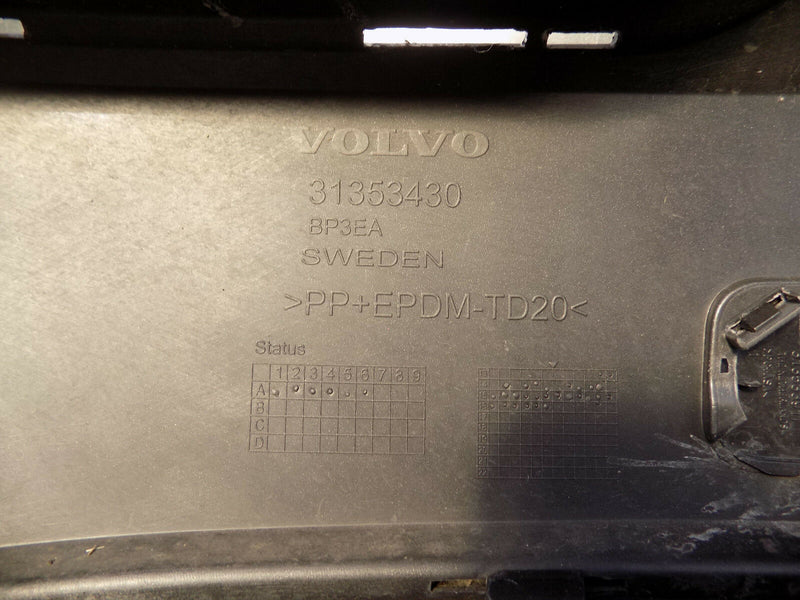 VOLVO
31353430
BP3EA
SWEDEN
>PP+EPDM-TD20<
Status
1 2 3 4 5 6 7 8 9
A
B
C
D